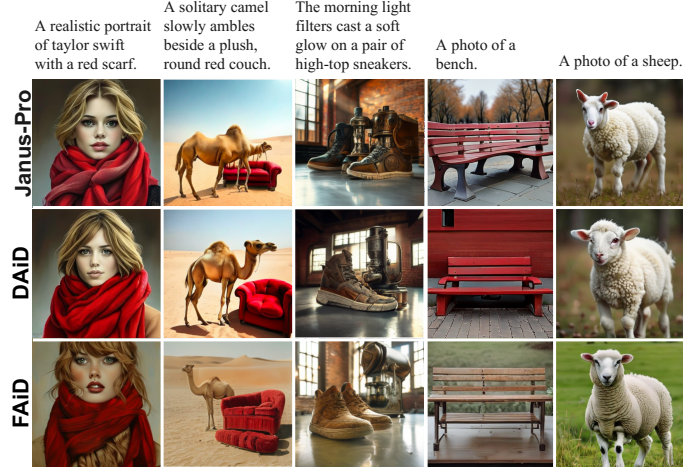 A realistic portrait
of taylor swift
with a red scarf.
A solitary camel
slowly ambles
beside a plush,
round red couch.
The morning light
filters cast a soft
glow on a pair of
high-top sneakers.
A photo of a
bench.
A photo of a sheep.
Janus-Pro
DAiD
FAiD